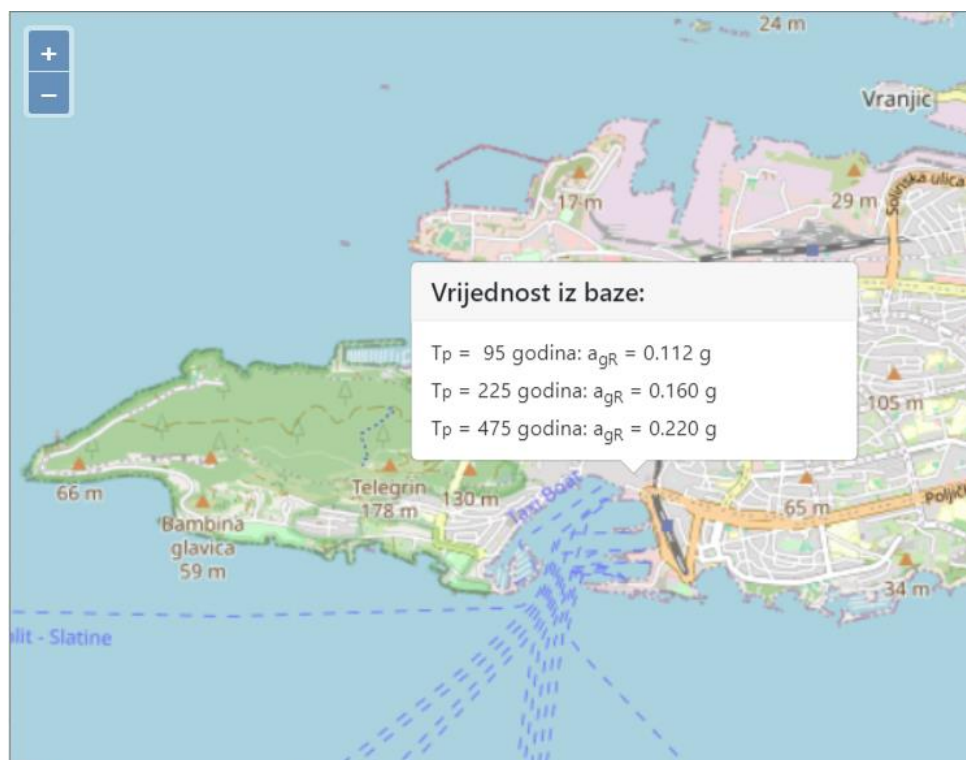 +
−
24 m
Vranjic
17 m
29 m
Solinska ulica
Vrijednost iz baze:
Tp = 95 godina: agR = 0.112 g
Tp = 225 godina: agR = 0.160 g
Tp = 475 godina: agR = 0.220 g
105 m
66 m
Telegrin
178 m
130 m
Taxi Boat
65 m
Poljič
Bambina
glavica
59 m
34 m
lit - Slatine